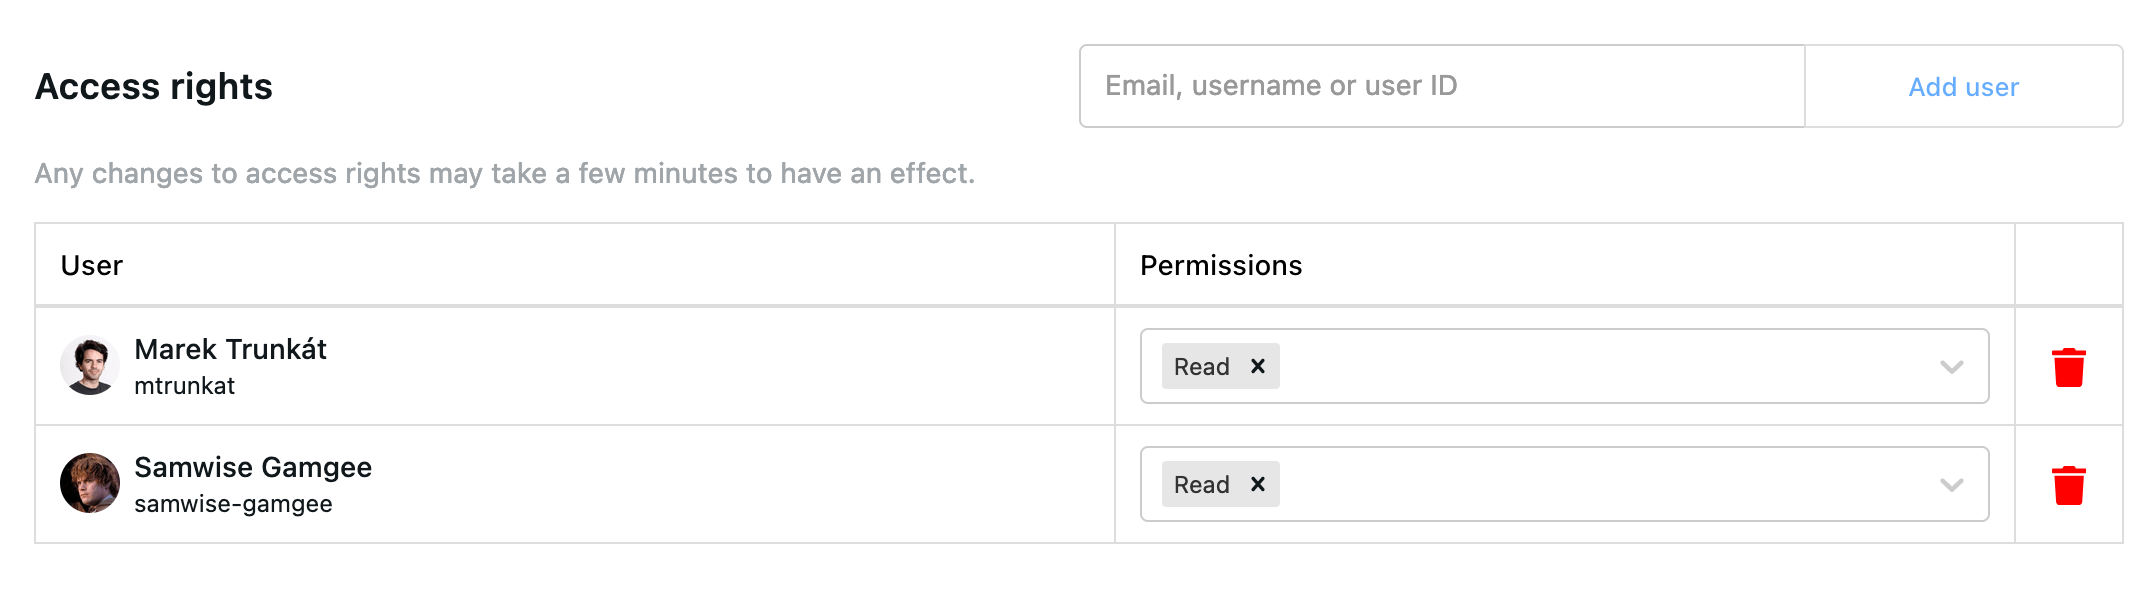 Access rights
Email, username or user ID
Add user
Any changes to access rights may take a few minutes to have an effect.
User
Permissions
Marek Trunkát
mtrunkat
Read
Samwise Gamgee
samwise-gamgee
Read